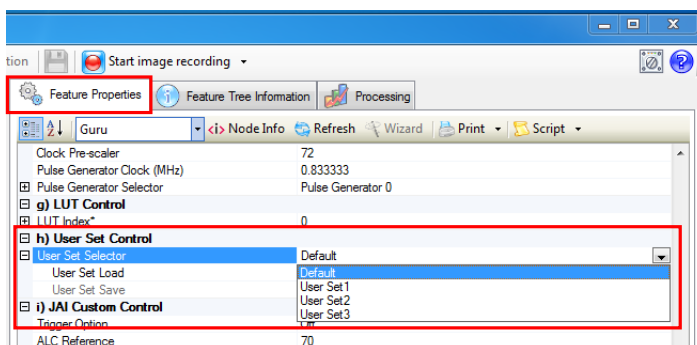 tion Start image recording
Feature Properties Feature Tree Information Processing
Guru <i> Node Info Refresh Wizard Print Script
Clock Pre-scaler 72
Pulse Generator Clock (MHz) 0.833333
Pulse Generator Selector Pulse Generator 0
g) LUT Control
LUT Index* 0
h) User Set Control
User Set Selector Default
User Set Load Default
User Set1
User Set Save User Set2
i) JAI Custom Control User Set3
Trigger Option Off
ALC Reference 70